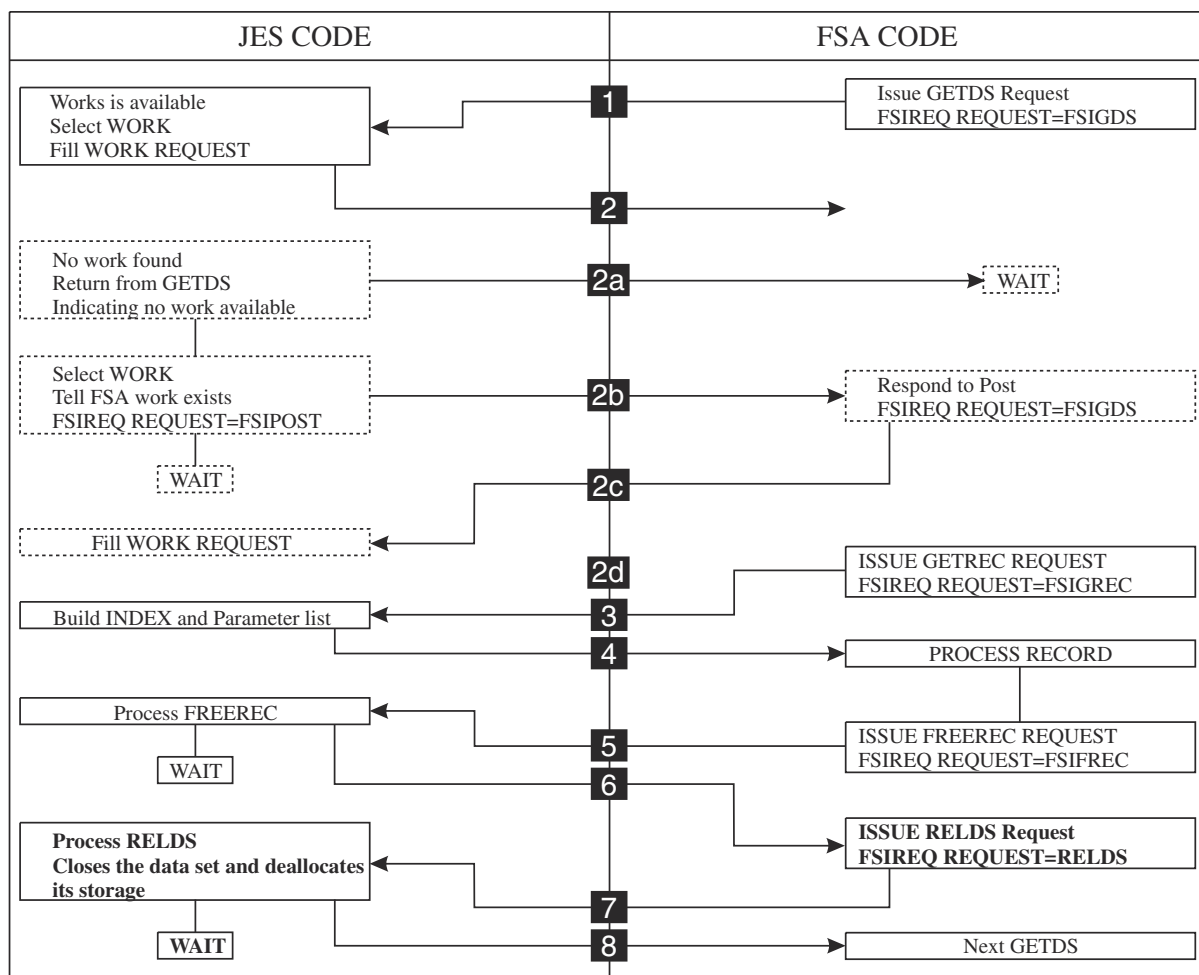 JES CODE
FSA CODE
Works is available
Select WORK
Fill WORK REQUEST
1
Issue GETDS Request
FSIREQ REQUEST=FSIGDS
2
No work found
Return from GETDS
Indicating no work available
2a
WAIT
Select WORK
Tell FSA work exists
FSIREQ REQUEST=FSIPOST
2b
Respond to Post
FSIREQ REQUEST=FSIGDS
WAIT
2c
Fill WORK REQUEST
2d
ISSUE GETREC REQUEST
FSIREQ REQUEST=FSIGREC
Build INDEX and Parameter list
3
4
PROCESS RECORD
Process FREEREC
5
ISSUE FREEREC REQUEST
FSIREQ REQUEST=FSIFREC
WAIT
6
Process RELDS
Closes the data set and deallocates
its storage
ISSUE RELDS Request
FSIREQ REQUEST=RELDS
7
WAIT
8
Next GETDS